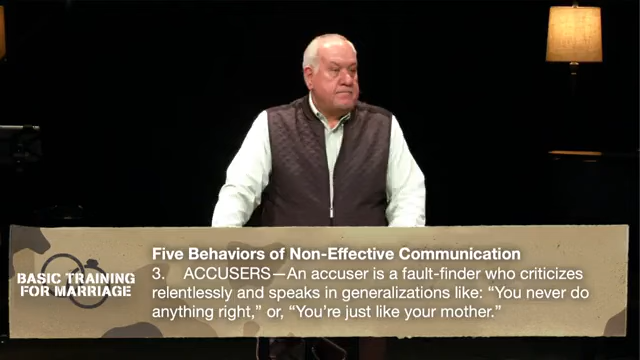 Five Behaviors of Non-Effective Communication
BASIC TRAINING
FOR MARRIAGE
3. ACCUSERS—An accuser is a fault-finder who criticizes
relentlessly and speaks in generalizations like: “You never do
anything right,” or, “You’re just like your mother.”